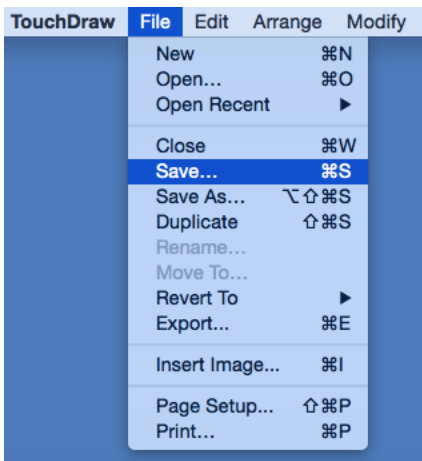 TouchDraw File Edit Arrange Modify
New ⌘N
Open... ⌘O
Open Recent ▶
Close ⌘W
Save... ⌘S
Save As... ⌥⇧⌘S
Duplicate ⇧⌘S
Rename...
Move To...
Revert To ▶
Export... ⌘E
Insert Image... ⌘I
Page Setup... ⇧⌘P
Print... ⌘P